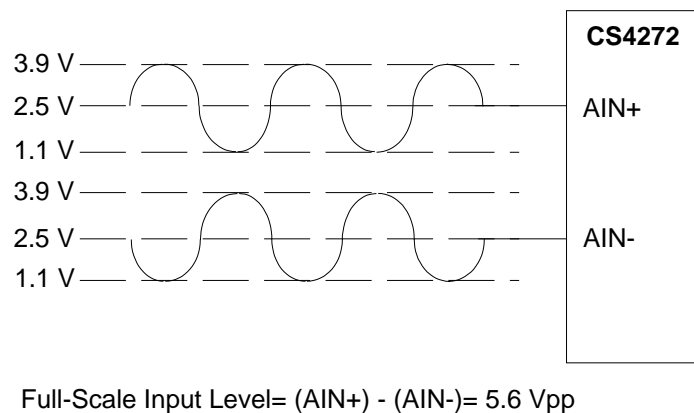 CS4272
3.9 V
2.5 V
AIN+
1.1 V
3.9 V
2.5 V
AIN-
1.1 V
Full-Scale Input Level= (AIN+) - (AIN-)= 5.6 Vpp